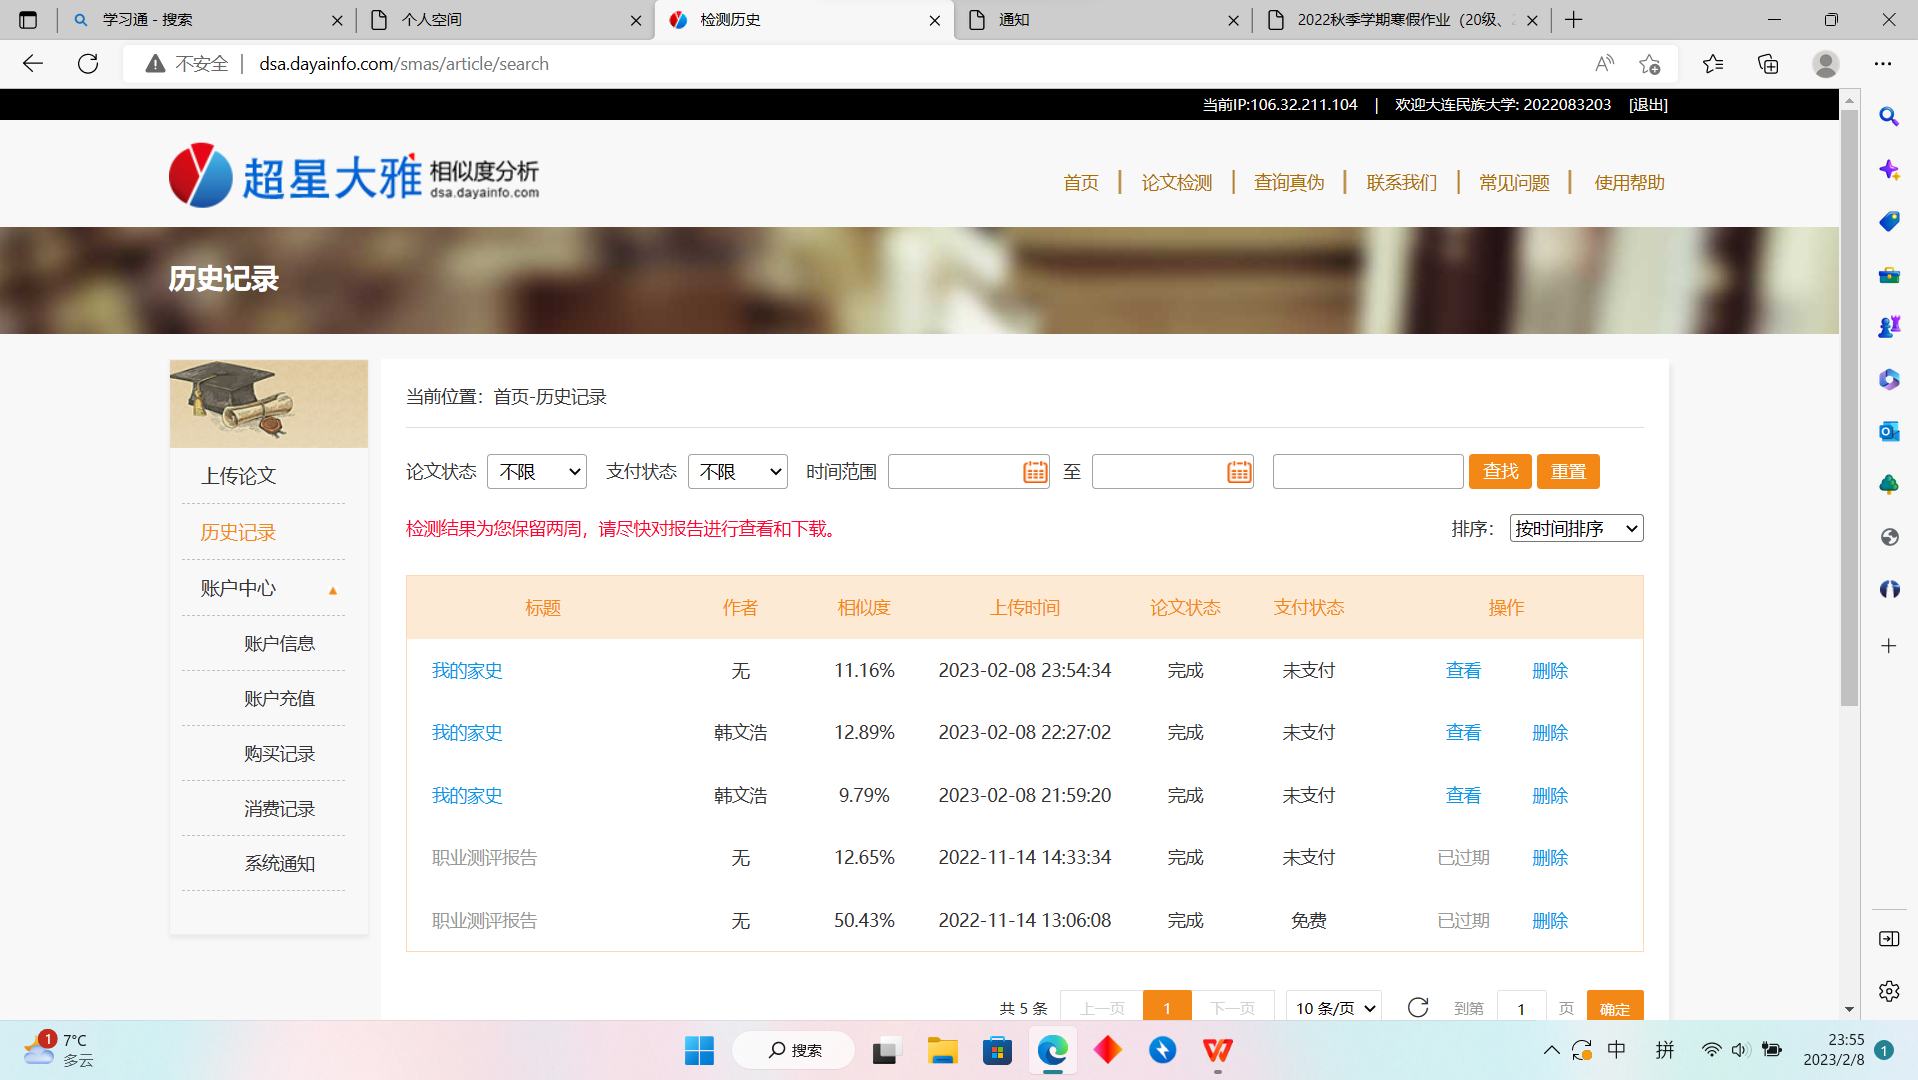 学习通 - 搜索
个人空间
检测历史
通知
2022秋季学期寒假作业（20级、
不安全
dsa.dayainfo.com/smas/article/search
当前IP:106.32.211.104 | 欢迎大连民族大学: 2022083203 [退出]
超星大雅 相似度分析
dsa.dayainfo.com
首页 | 论文检测 | 查询真伪 | 联系我们 | 常见问题 | 使用帮助
历史记录
上传论文
历史记录
账户中心
账户信息
账户充值
购买记录
消费记录
系统通知
当前位置：首页-历史记录
论文状态 不限 支付状态 不限 时间范围 至 查找 重置
检测结果为您保留两周，请尽快对报告进行查看和下载。
排序： 按时间排序
标题 作者 相似度 上传时间 论文状态 支付状态 操作
我的家史 无 11.16% 2023-02-08 23:54:34 完成 未支付 查看 删除
我的家史 韩文浩 12.89% 2023-02-08 22:27:02 完成 未支付 查看 删除
我的家史 韩文浩 9.79% 2023-02-08 21:59:20 完成 未支付 查看 删除
职业测评报告 无 12.65% 2022-11-14 14:33:34 完成 未支付 已过期 删除
职业测评报告 无 50.43% 2022-11-14 13:06:08 完成 免费 已过期 删除
共 5 条 上一页 1 下一页 10 条/页 到第 1 页 确定
1
7°C
多云
搜索
中
拼
23:55
2023/2/8
1